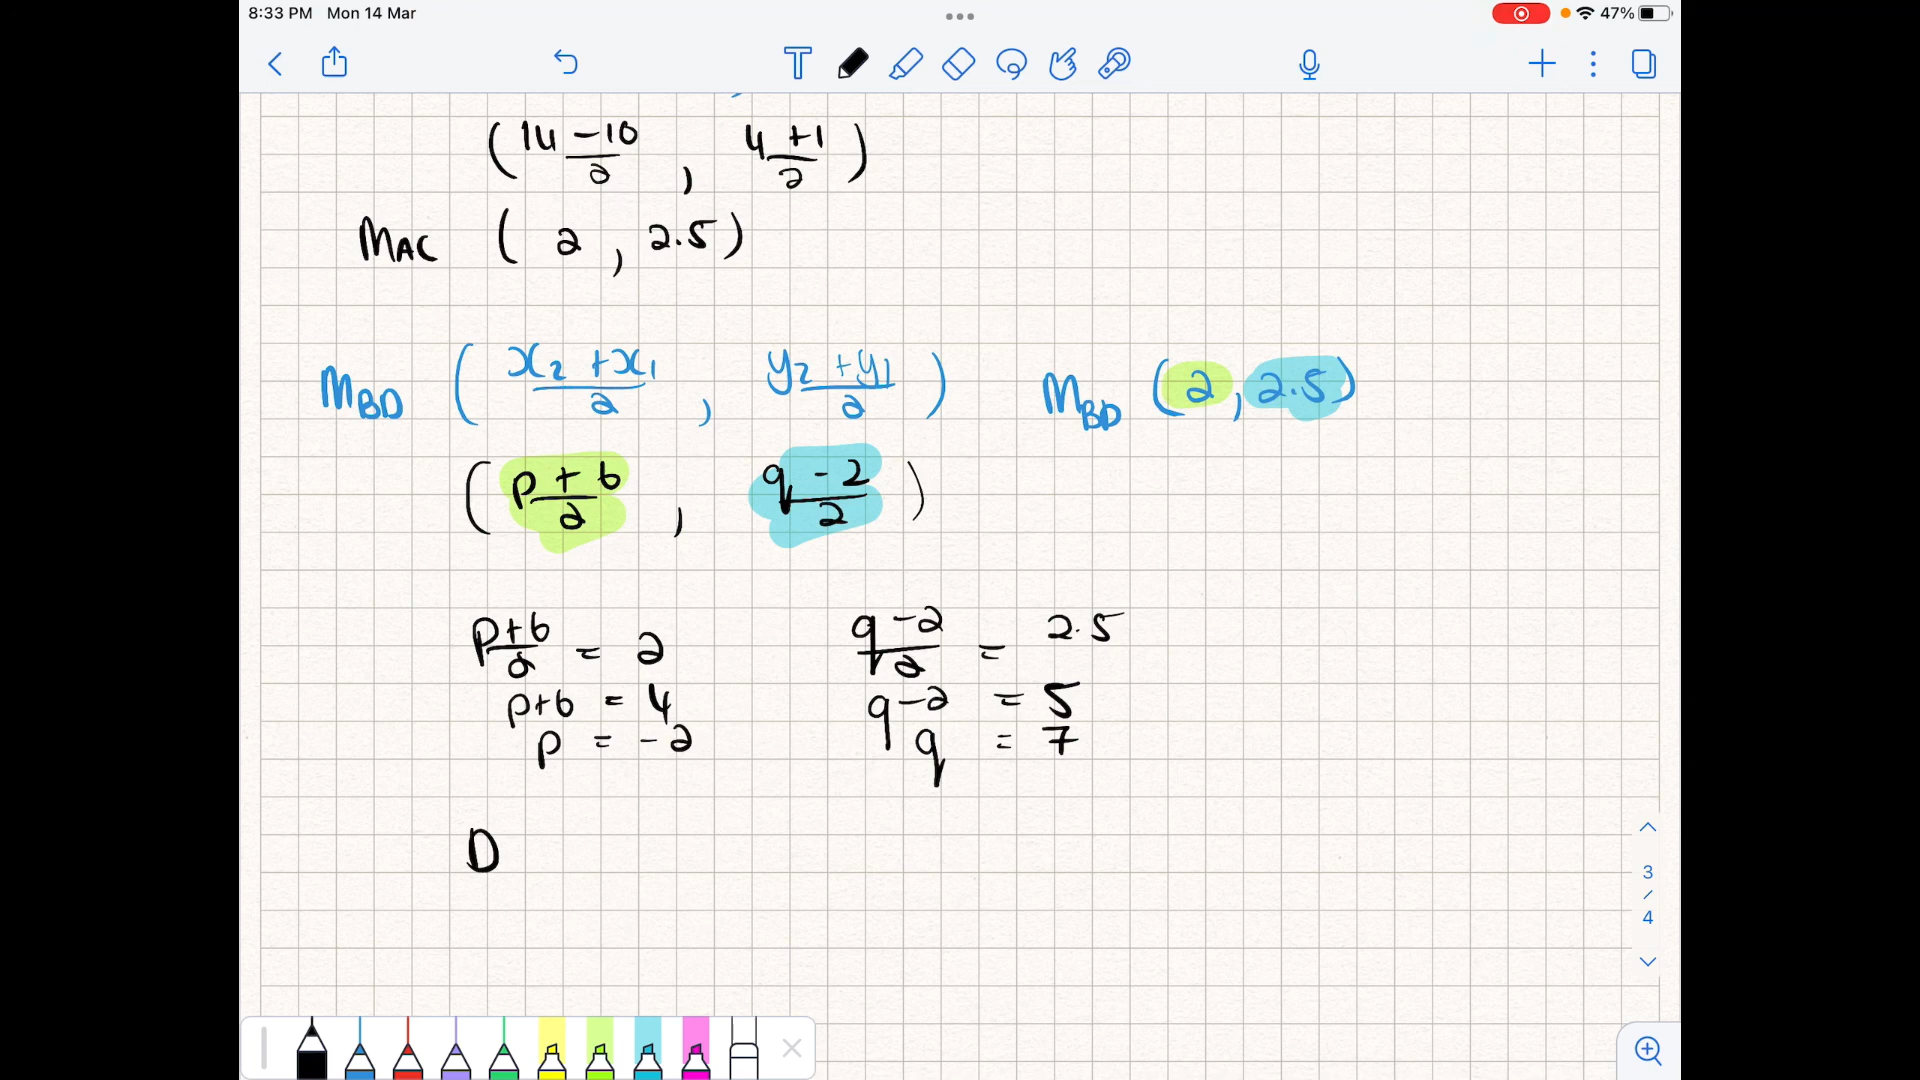 8:33 PM Mon 14 Mar 47%
T
( 14 - 10 / 2 , 4 + 1 / 2 )
MAC ( 2 , 2.5 )
MBD ( x2 + x1 / 2 , y2 + y1 / 2 ) MBD ( 2 , 2.5 )
( p + 6 / 2 , q - 2 / 2 )
p + 6 / 2 = 2 q - 2 / 2 = 2.5
p + 6 = 4 q - 2 = 5
p = -2 q = 7
D
3 / 4